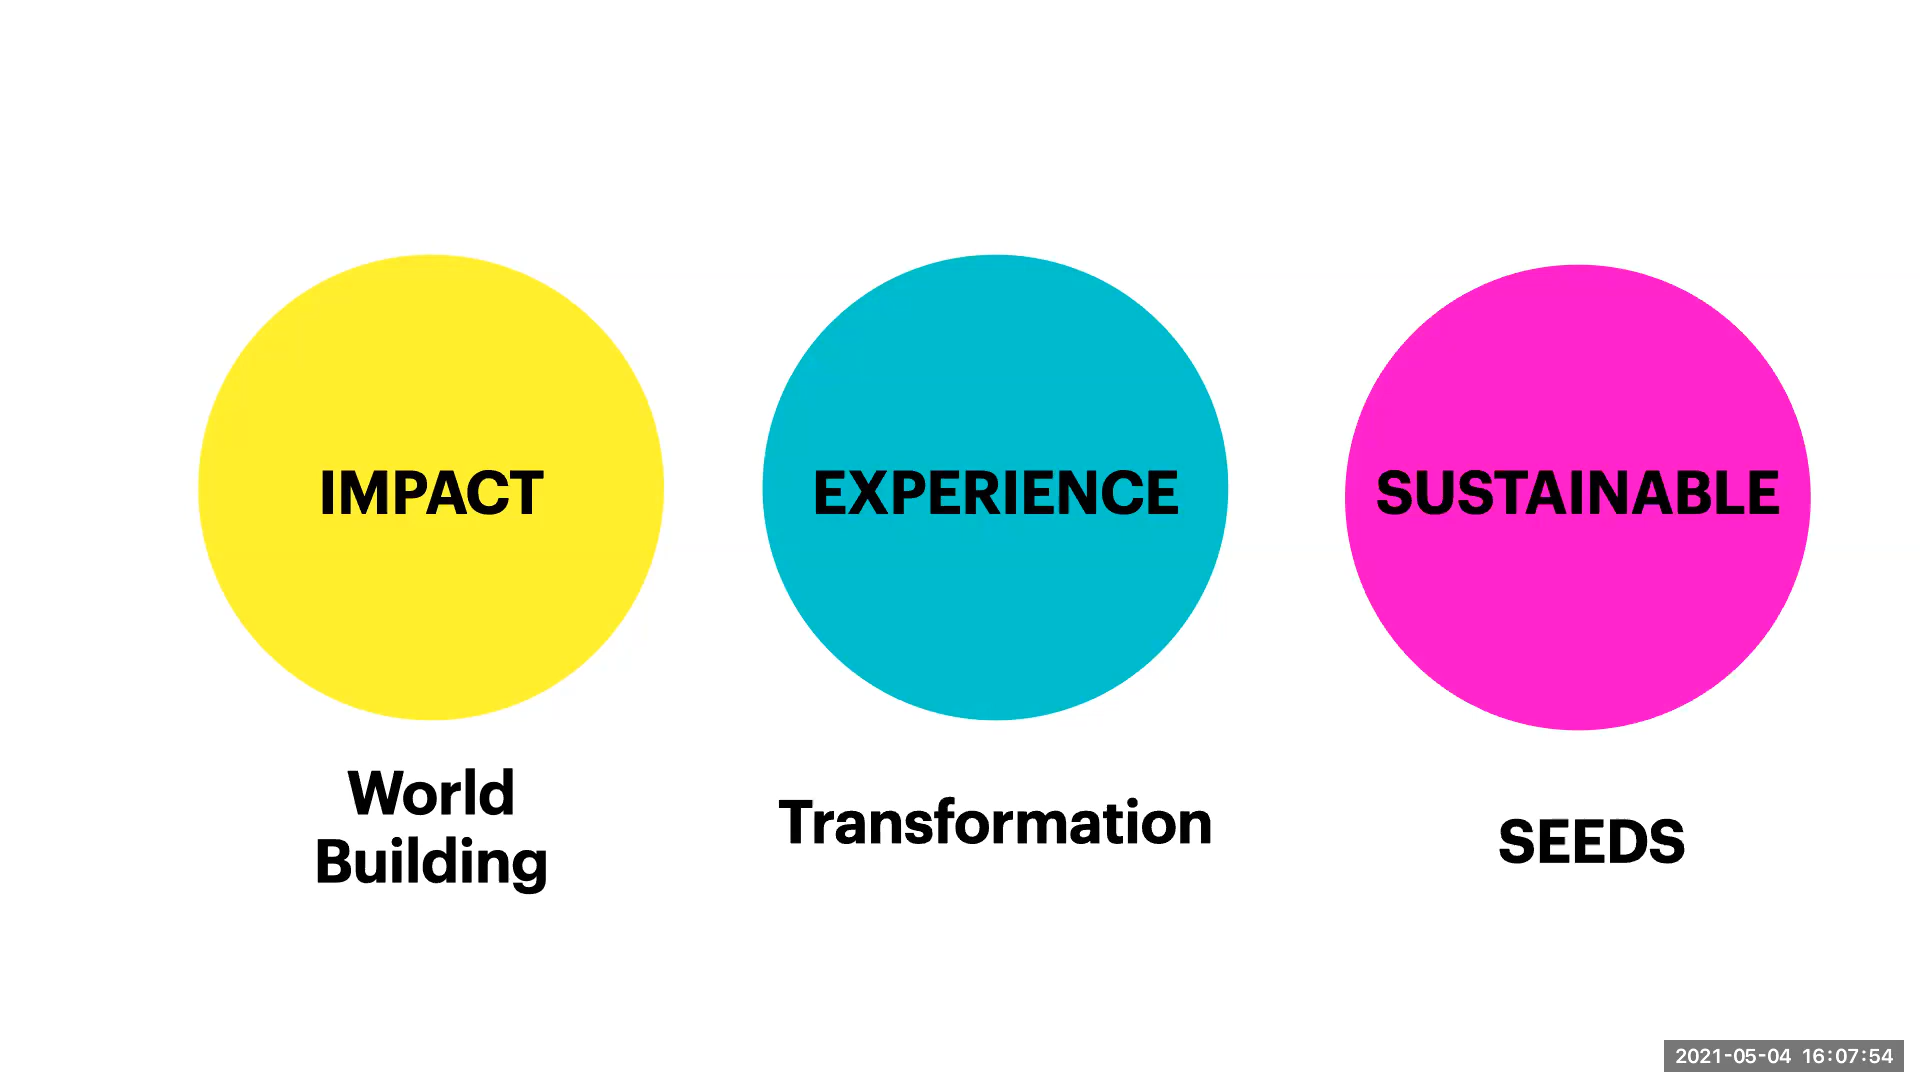 IMPACT
EXPERIENCE
SUSTAINABLE
World
Building
Transformation
SEEDS
2021-05-04 16:07:54